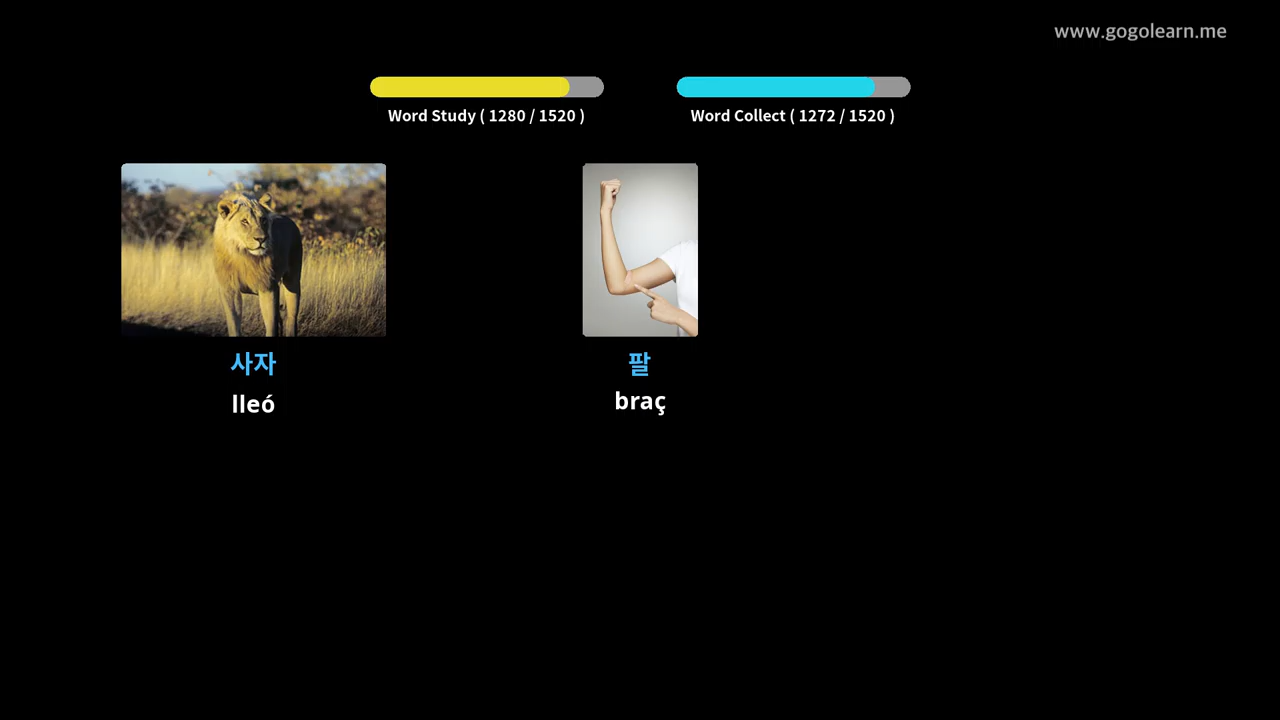 www.gogolearn.me
Word Study ( 1280 / 1520 )
Word Collect ( 1272 / 1520 )
사자
lleó
팔
braç